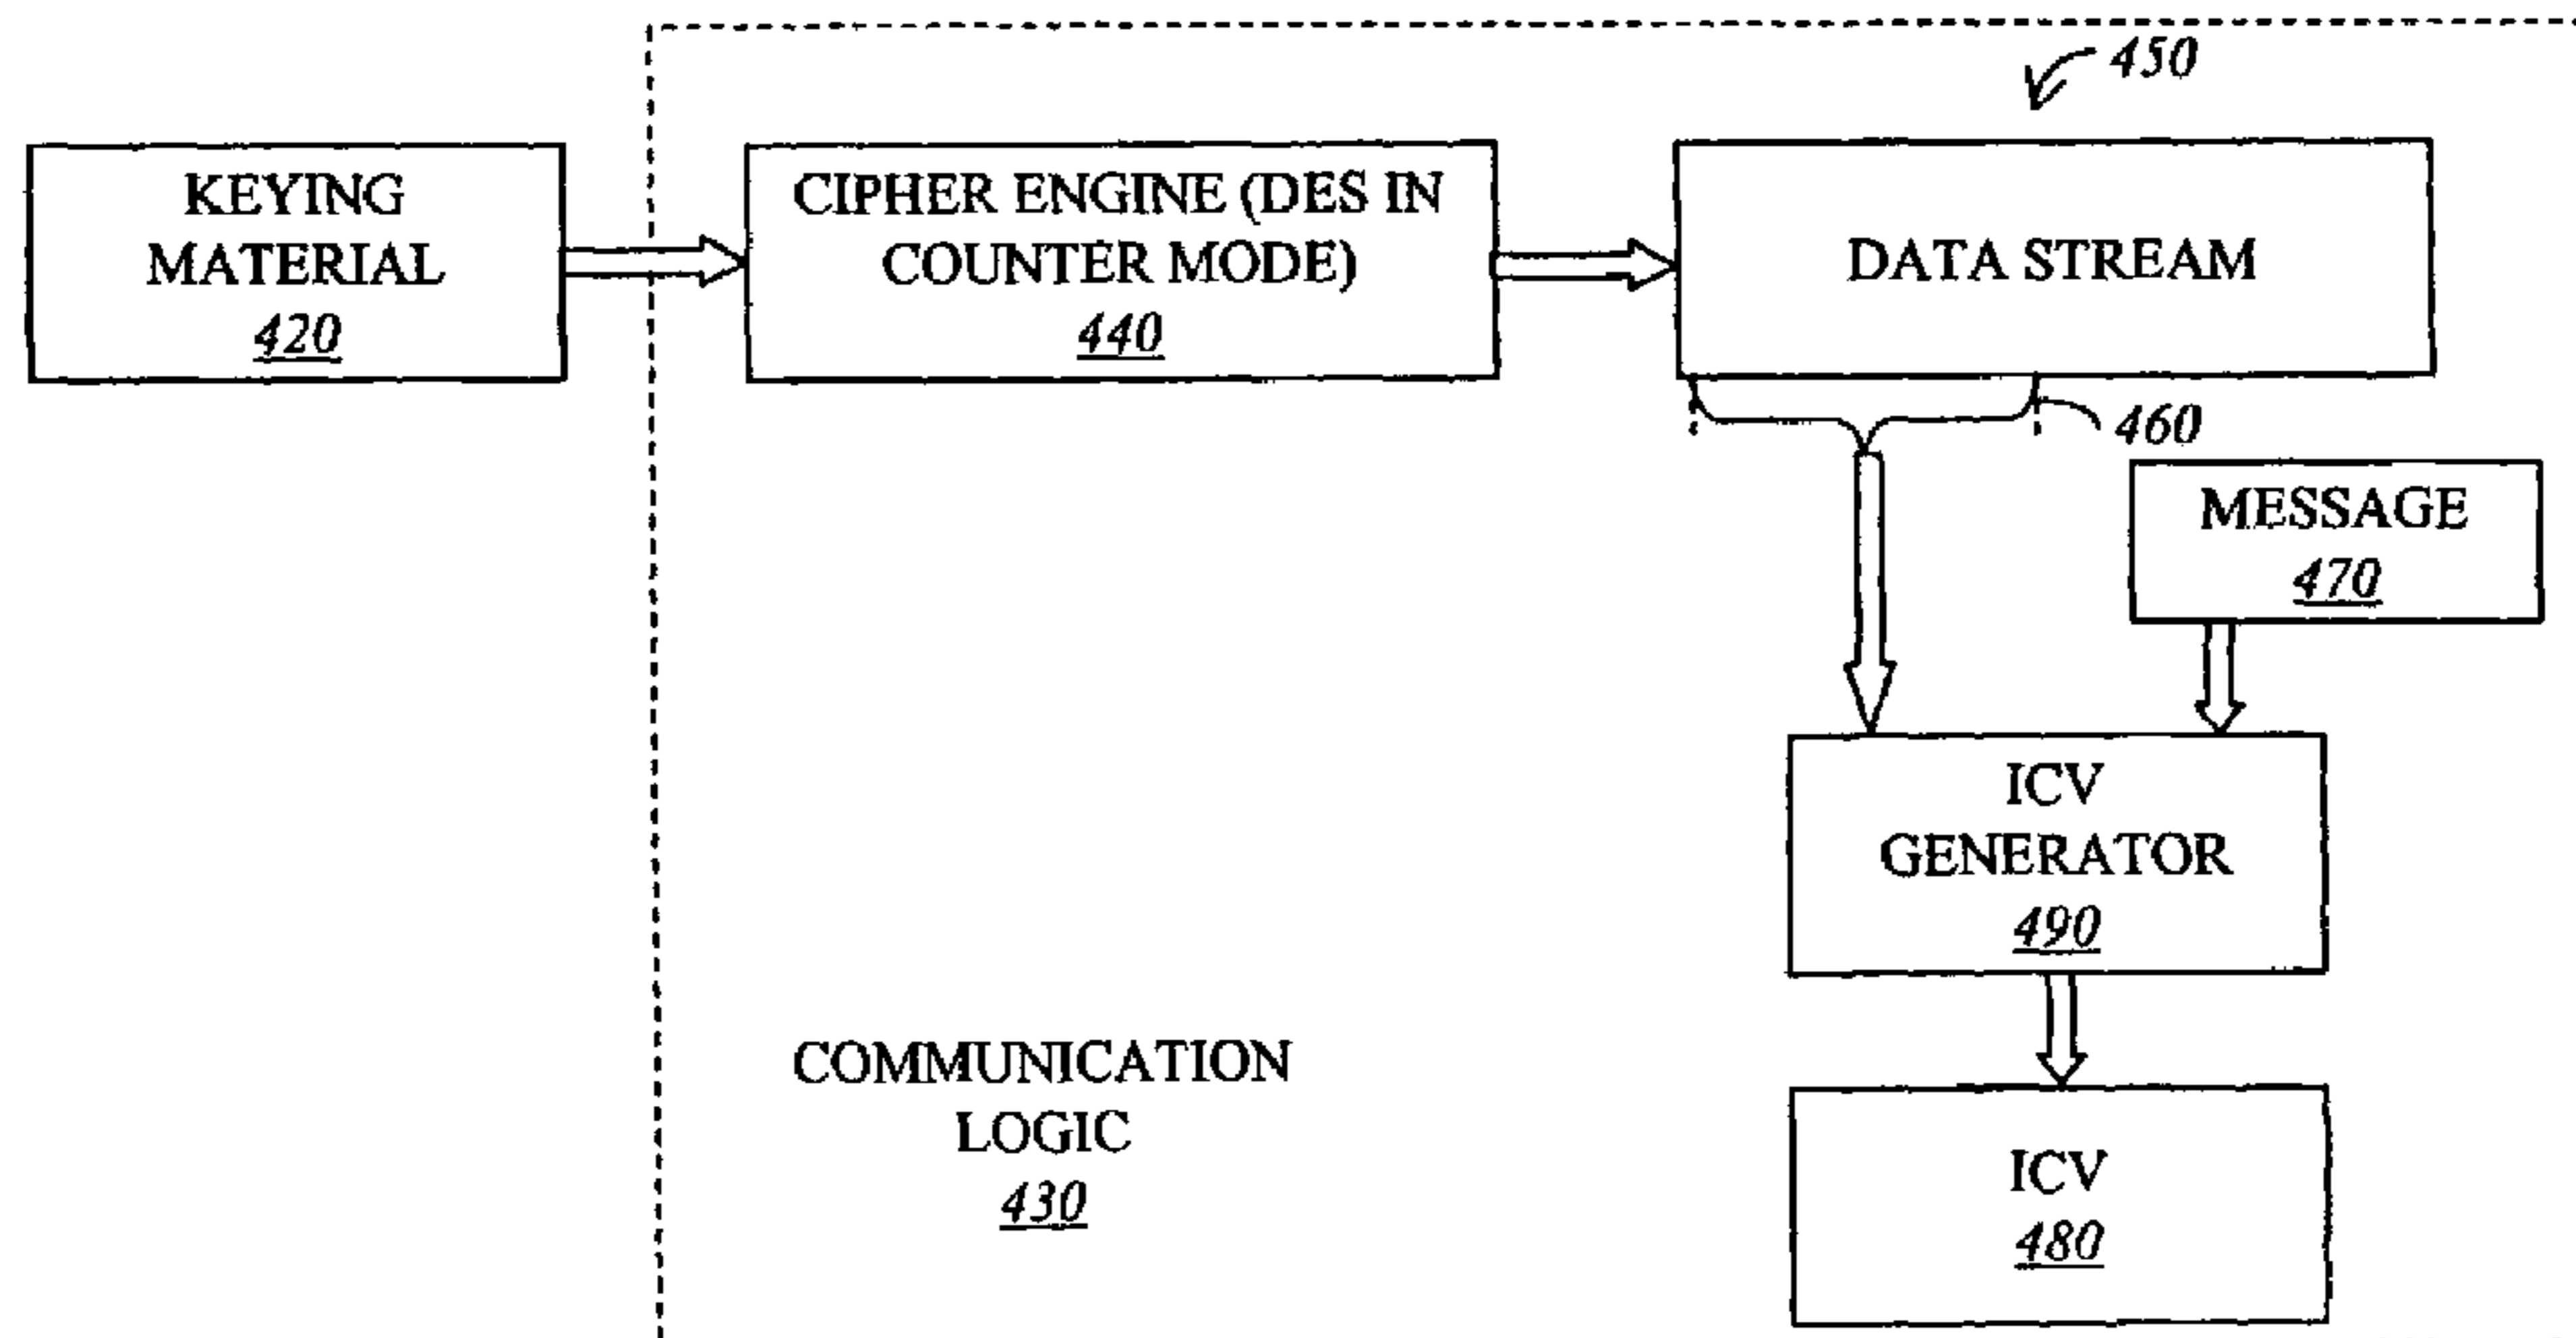 450
KEYING
MATERIAL
420
CIPHER ENGINE (DES IN
COUNTER MODE)
440
DATA STREAM
460
MESSAGE
470
ICV
GENERATOR
490
COMMUNICATION
LOGIC
430
ICV
480